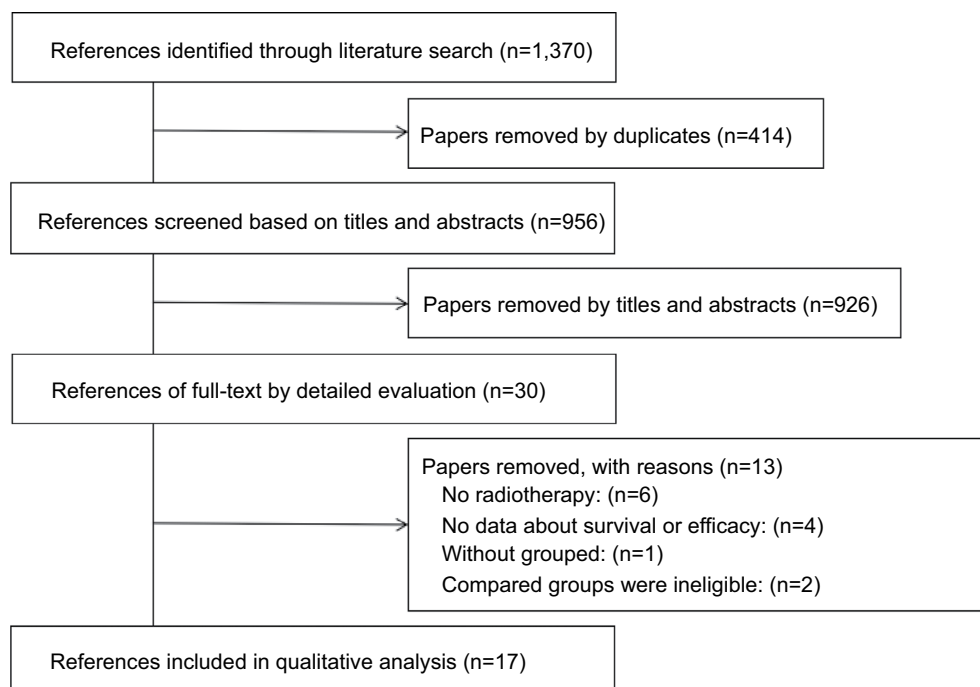 References identified through literature search (n=1,370)
Papers removed by duplicates (n=414)
References screened based on titles and abstracts (n=956)
Papers removed by titles and abstracts (n=926)
References of full-text by detailed evaluation (n=30)
Papers removed, with reasons (n=13)
No radiotherapy: (n=6)
No data about survival or efficacy: (n=4)
Without grouped: (n=1)
Compared groups were ineligible: (n=2)
References included in qualitative analysis (n=17)